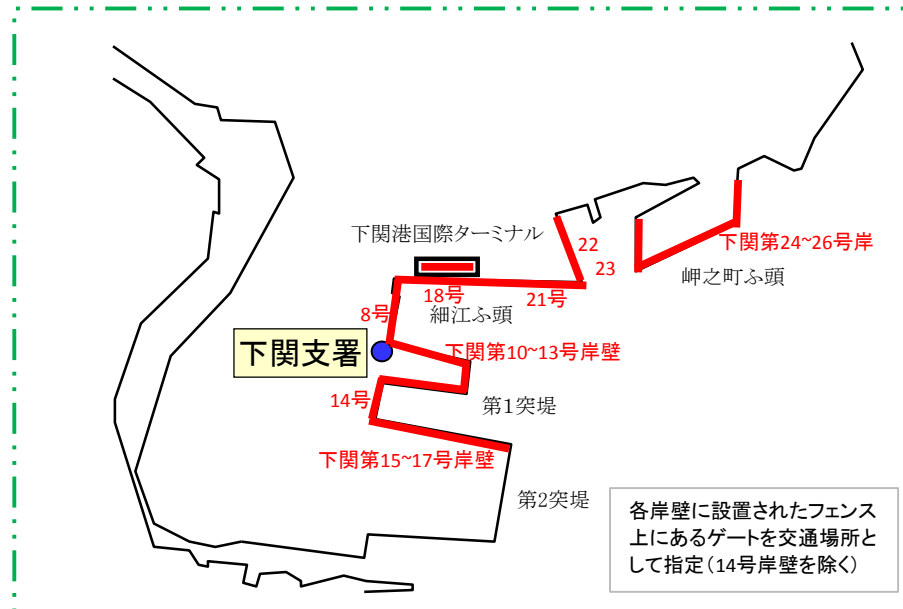 下関港国際ターミナル
22
23
下関第24~26号岸
岬之町ふ頭
18号
21号
8号
細江ふ頭
下関支署
下関第10~13号岸壁
14号
第1突堤
下関第15~17号岸壁
第2突堤
各岸壁に設置されたフェンス
上にあるゲートを交通場所と
して指定(14号岸壁を除く)